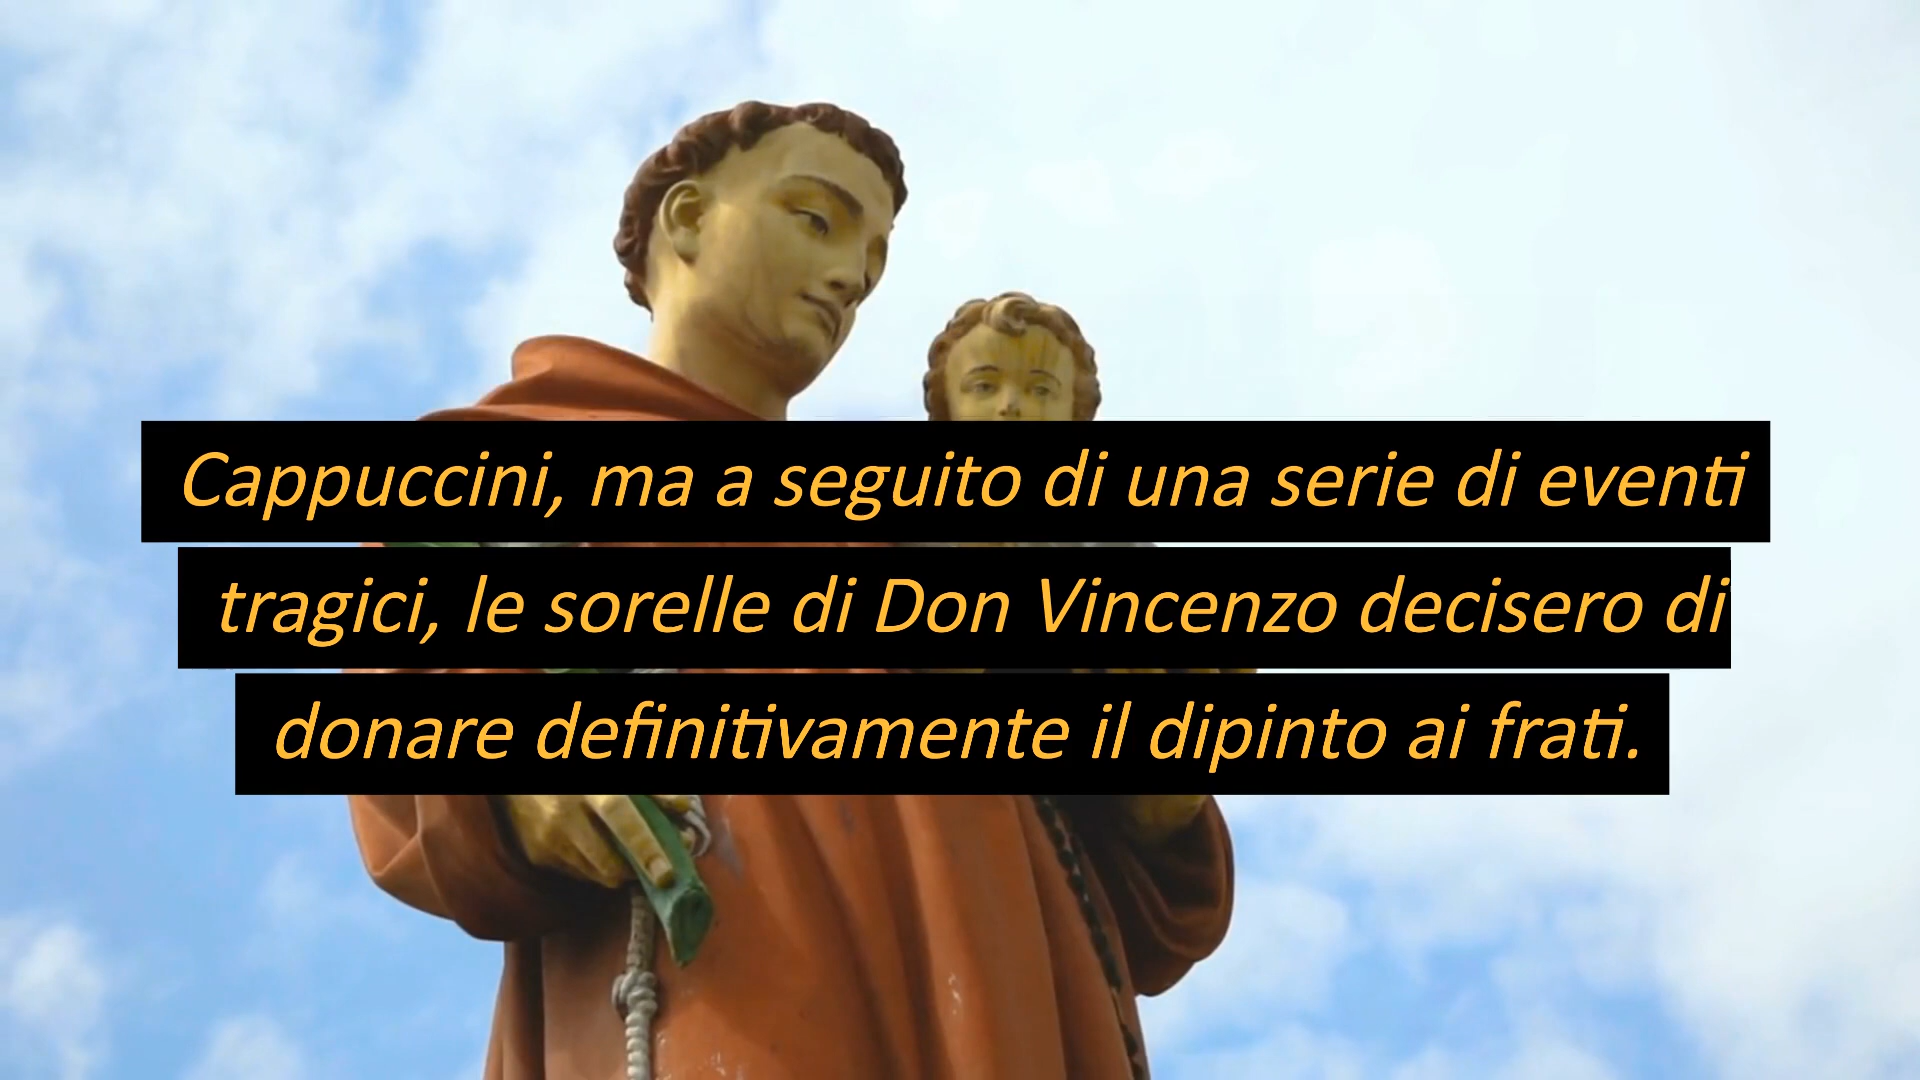 Cappuccini, ma a seguito di una serie di eventi
tragici, le sorelle di Don Vincenzo decisero di
donare definitivamente il dipinto ai frati.